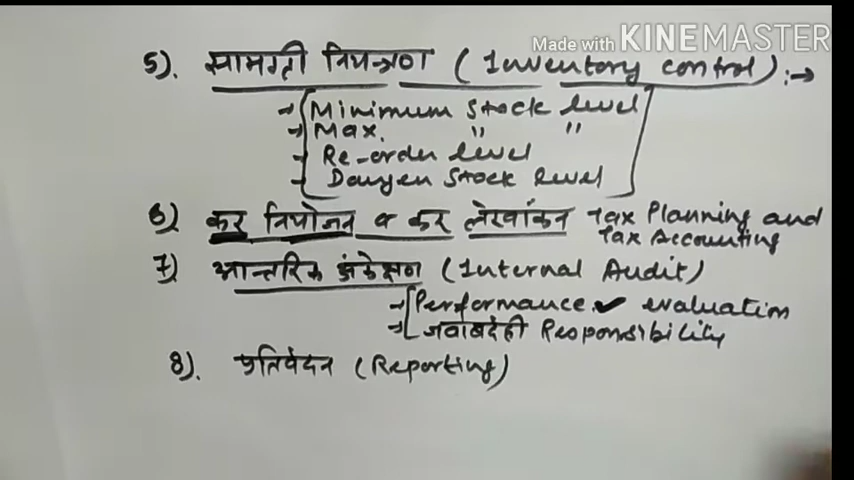 Made with KINEMASTER
5). सामग्री नियन्त्रण (Inventory control) :→
→ Minimum Stock level
→ Max. " "
→ Re-order level
→ Danger Stock level
6) कर नियोजन व कर लेखांकन Tax Planning and
Tax Accounting
7) आन्तरिक अंकेक्षण (Internal Audit)
→ Performance ✓ evaluation
→ जवाबदेही Responsibility
8). प्रतिवेदन (Reporting)